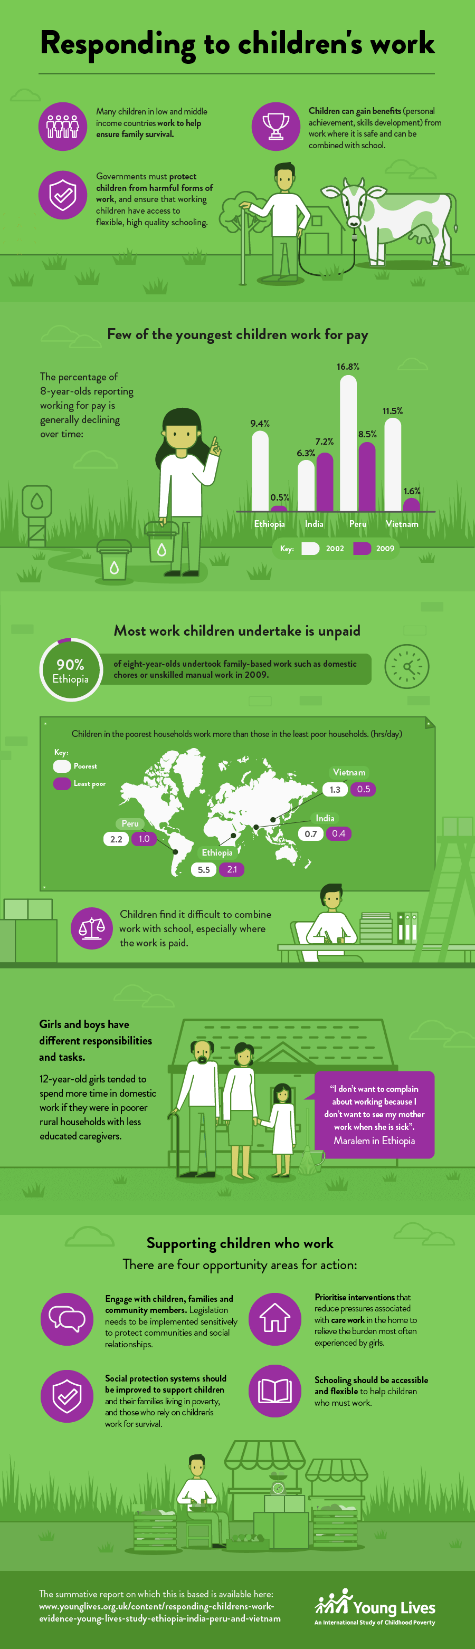 Responding to children's work
Many children in low and middle
income countries work to help
ensure family survival.
Children can gain benefits (personal
achievement, skills development) from
work where it is safe and can be
combined with school.
Governments must protect
children from harmful forms of
work, and ensure that working
children have access to
flexible, high quality schooling.
Few of the youngest children work for pay
The percentage of
8-year-olds reporting
working for pay is
generally declining
over time:
9.4%
0.5%
6.3%
7.2%
16.8%
8.5%
11.5%
1.6%
Ethiopia
India
Peru
Vietnam
Key:
2002
2009
Most work children undertake is unpaid
90%
Ethiopia
of eight-year-olds undertook family-based work such as domestic
chores or unskilled manual work in 2009.
Children in the poorest households work more than those in the least poor households. (hrs/day)
Key:
Poorest
Least poor
Vietnam
1.3 0.5
India
0.7 0.4
Peru
2.2 1.0
Ethiopia
5.5 2.1
Children find it difficult to combine
work with school, especially where
the work is paid.
Girls and boys have
different responsibilities
and tasks.
12-year-old girls tended to
spend more time in domestic
work if they were in poorer
rural households with less
educated caregivers.
“I don't want to complain
about working because I
don't want to see my mother
work when she is sick”.
Maralem in Ethiopia
Supporting children who work
There are four opportunity areas for action:
Engage with children, families and
community members. Legislation
needs to be implemented sensitively
to protect communities and social
relationships.
Prioritise interventions that
reduce pressures associated
with care work in the home to
relieve the burden most often
experienced by girls.
Social protection systems should
be improved to support children
and their families living in poverty,
and those who rely on children's
work for survival.
Schooling should be accessible
and flexible to help children
who must work.
The summative report on which this is based is available here:
www.younglives.org.uk/content/responding-childrens-work-
evidence-young-lives-study-ethiopia-india-peru-and-vietnam
Young Lives
An International Study of Childhood Poverty